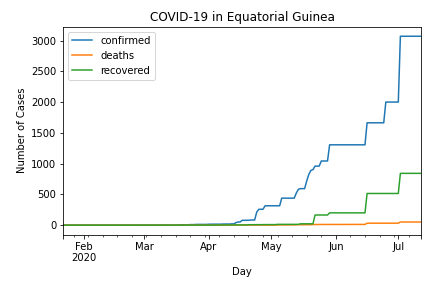 COVID-19 in Equatorial Guinea
confirmed
deaths
recovered
Number of Cases
3000
2500
2000
1500
1000
500
0
Feb Mar Apr May Jun Jul
2020
Day